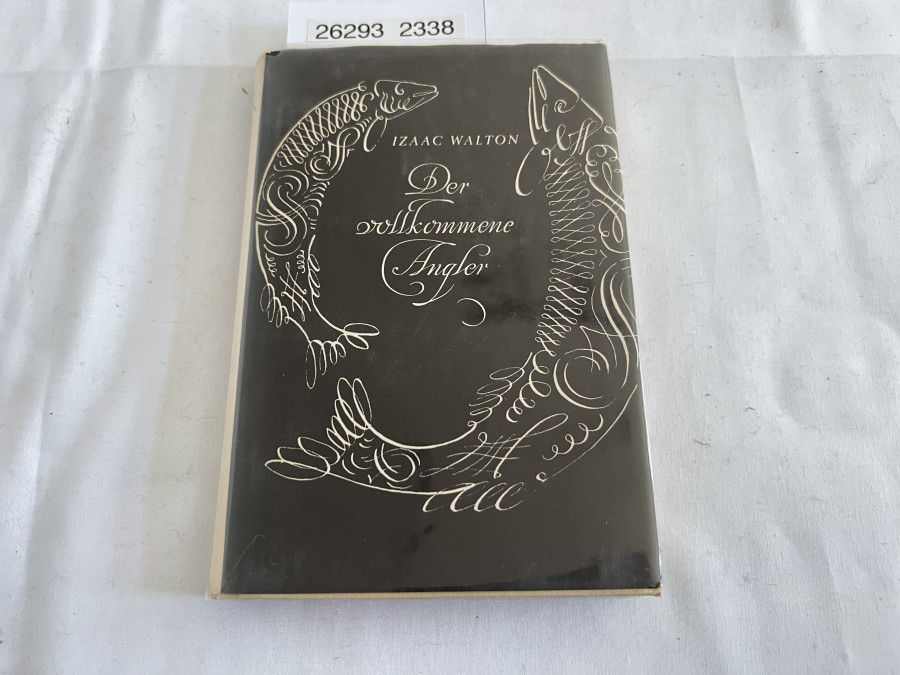 26293 2338
IZAAC WALTON
Der
vollkommene
Angler